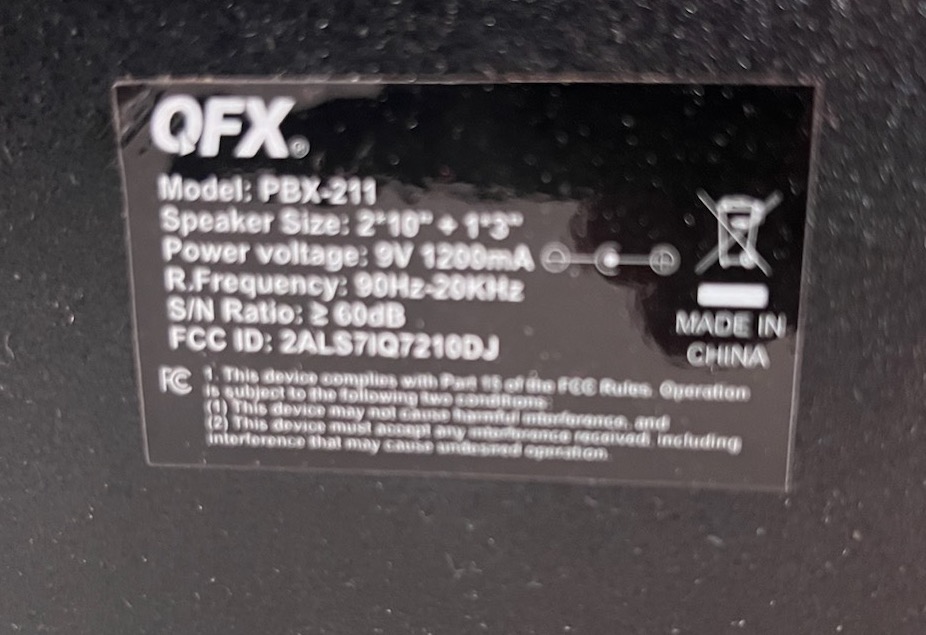 QFX®
Model: PBX-211
Speaker Size: 2*10" + 1*3"
Power voltage: 9V 1200mA
R.Frequency: 90Hz-20KHz
S/N Ratio: ≥ 60dB
FCC ID: 2ALS7IQ7210DJ
MADE IN
CHINA
FC 1. This device complies with Part 15 of the FCC Rules. Operation
is subject to the following two conditions:
(1) This device may not cause harmful interference, and
(2) This device must accept any interference received, including
interference that may cause undesired operation.